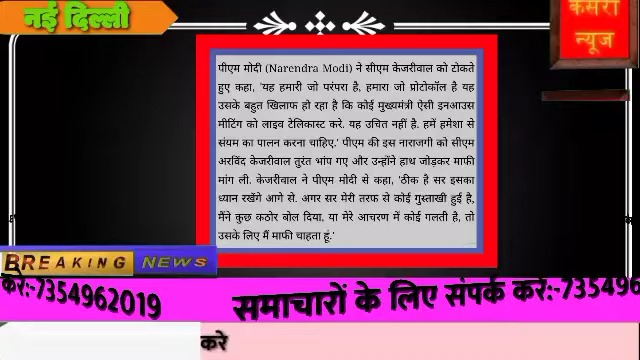 नई दिल्ली
केसरी
न्यूज
पीएम मोदी (Narendra Modi) ने सीएम केजरीवाल को टोकते
हुए कहा, 'यह हमारी जो परंपरा है, हमारा जो प्रोटोकॉल है यह
उसके बहुत खिलाफ हो रहा है कि कोई मुख्यमंत्री ऐसी इनआउस
मीटिंग को लाइव टेलिकास्ट करे. यह उचित नहीं है. हमें हमेशा से
संयम का पालन करना चाहिए.' पीएम की इस नाराजगी को सीएम
अरविंद केजरीवाल तुरंत भांप गए और उन्होंने हाथ जोड़कर माफी
मांग ली. केजरीवाल ने पीएम मोदी से कहा, 'ठीक है सर इसका
ध्यान रखेंगे आगे से. अगर सर मेरी तरफ से कोई गुस्ताखी हुई है,
मैंने कुछ कठोर बोल दिया, या मेरे आचरण में कोई गलती है, तो
उसके लिए मैं माफी चाहता हूं.'
BREAKING NEWS
करे:-7354962019 समाचारों के लिए संपर्क करे:-735496
करे